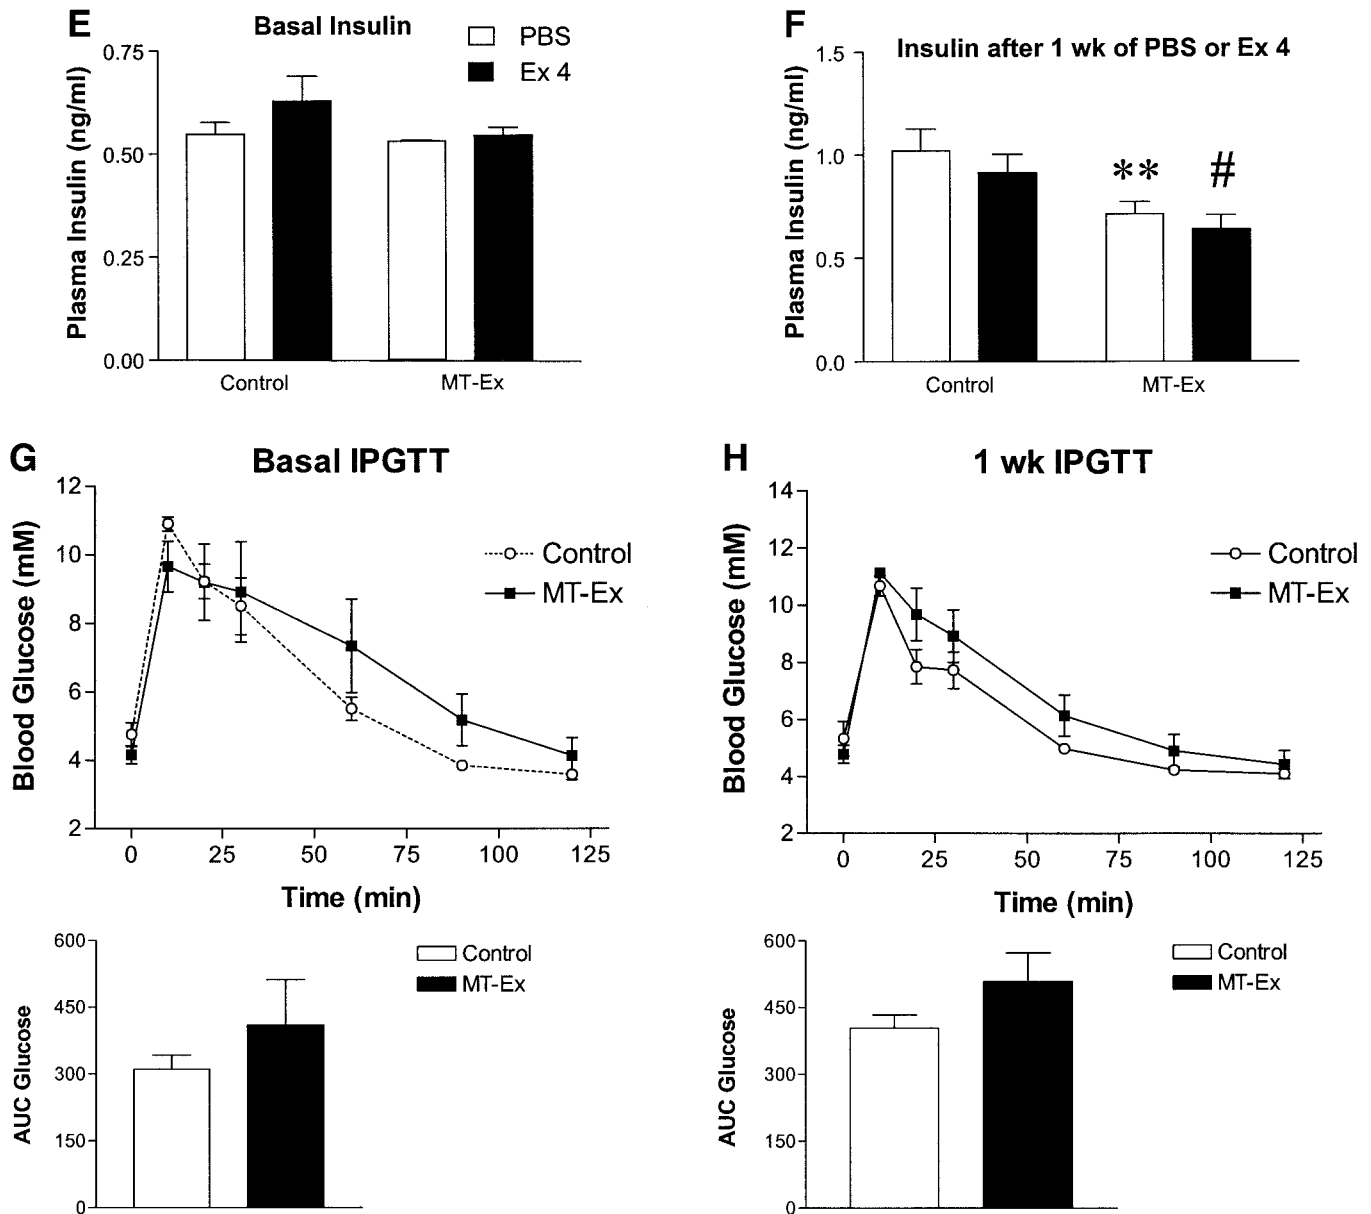 E
Basal Insulin
PBS
Ex 4
Plasma Insulin (ng/ml)
0.75
0.50
0.25
0.00
Control
MT-Ex
F
Insulin after 1 wk of PBS or Ex 4
Plasma Insulin (ng/ml)
1.5
1.0
0.5
0.0
**
#
Control
MT-Ex
G
Basal IPGTT
Blood Glucose (mM)
12
10
8
6
4
2
Control
MT-Ex
0 25 50 75 100 125
Time (min)
AUC Glucose
600
450
300
150
0
Control
MT-Ex
H
1 wk IPGTT
Blood Glucose (mM)
14
12
10
8
6
4
2
Control
MT-Ex
0 25 50 75 100 125
Time (min)
AUC Glucose
600
450
300
150
0
Control
MT-Ex